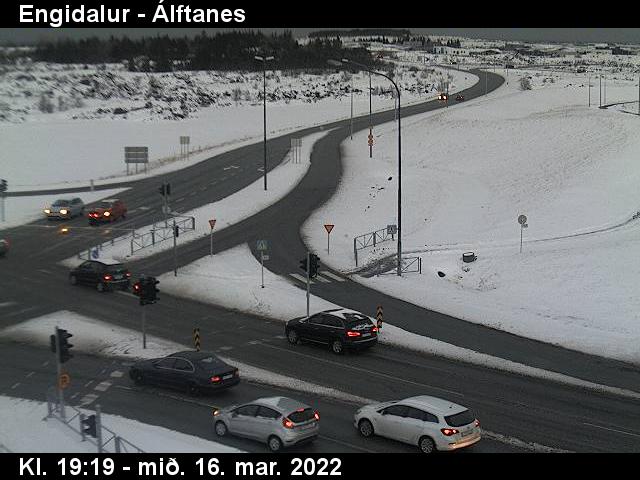 Engidalur - Álftanes
Kl. 19:19 - mið. 16. mar. 2022